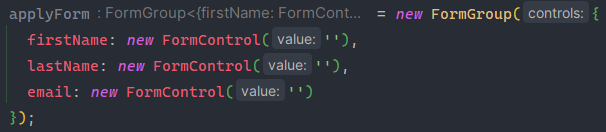 applyForm : FormGroup<{firstName: FormCont... = new FormGroup( controls: {
firstName: new FormControl( value: ''),
lastName: new FormControl( value: ''),
email: new FormControl( value: '')
});